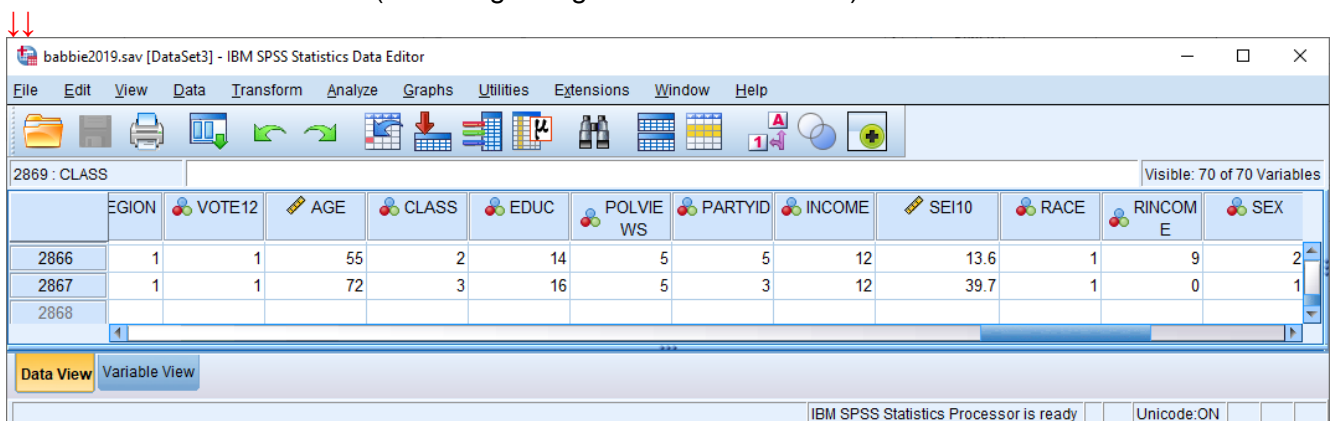 ↓↓
babbie2019.sav [DataSet3] - IBM SPSS Statistics Data Editor
File Edit View Data Transform Analyze Graphs Utilities Extensions Window Help
2869 : CLASS Visible: 70 of 70 Variables
EGION VOTE12 AGE CLASS EDUC POLVIE PARTYID INCOME SEI10 RACE RINCOM SEX
WS E
2866 1 1 55 2 14 5 5 12 13.6 1 9 2
2867 1 1 72 3 16 5 3 12 39.7 1 0 1
2868
Data View Variable View
IBM SPSS Statistics Processor is ready Unicode:ON